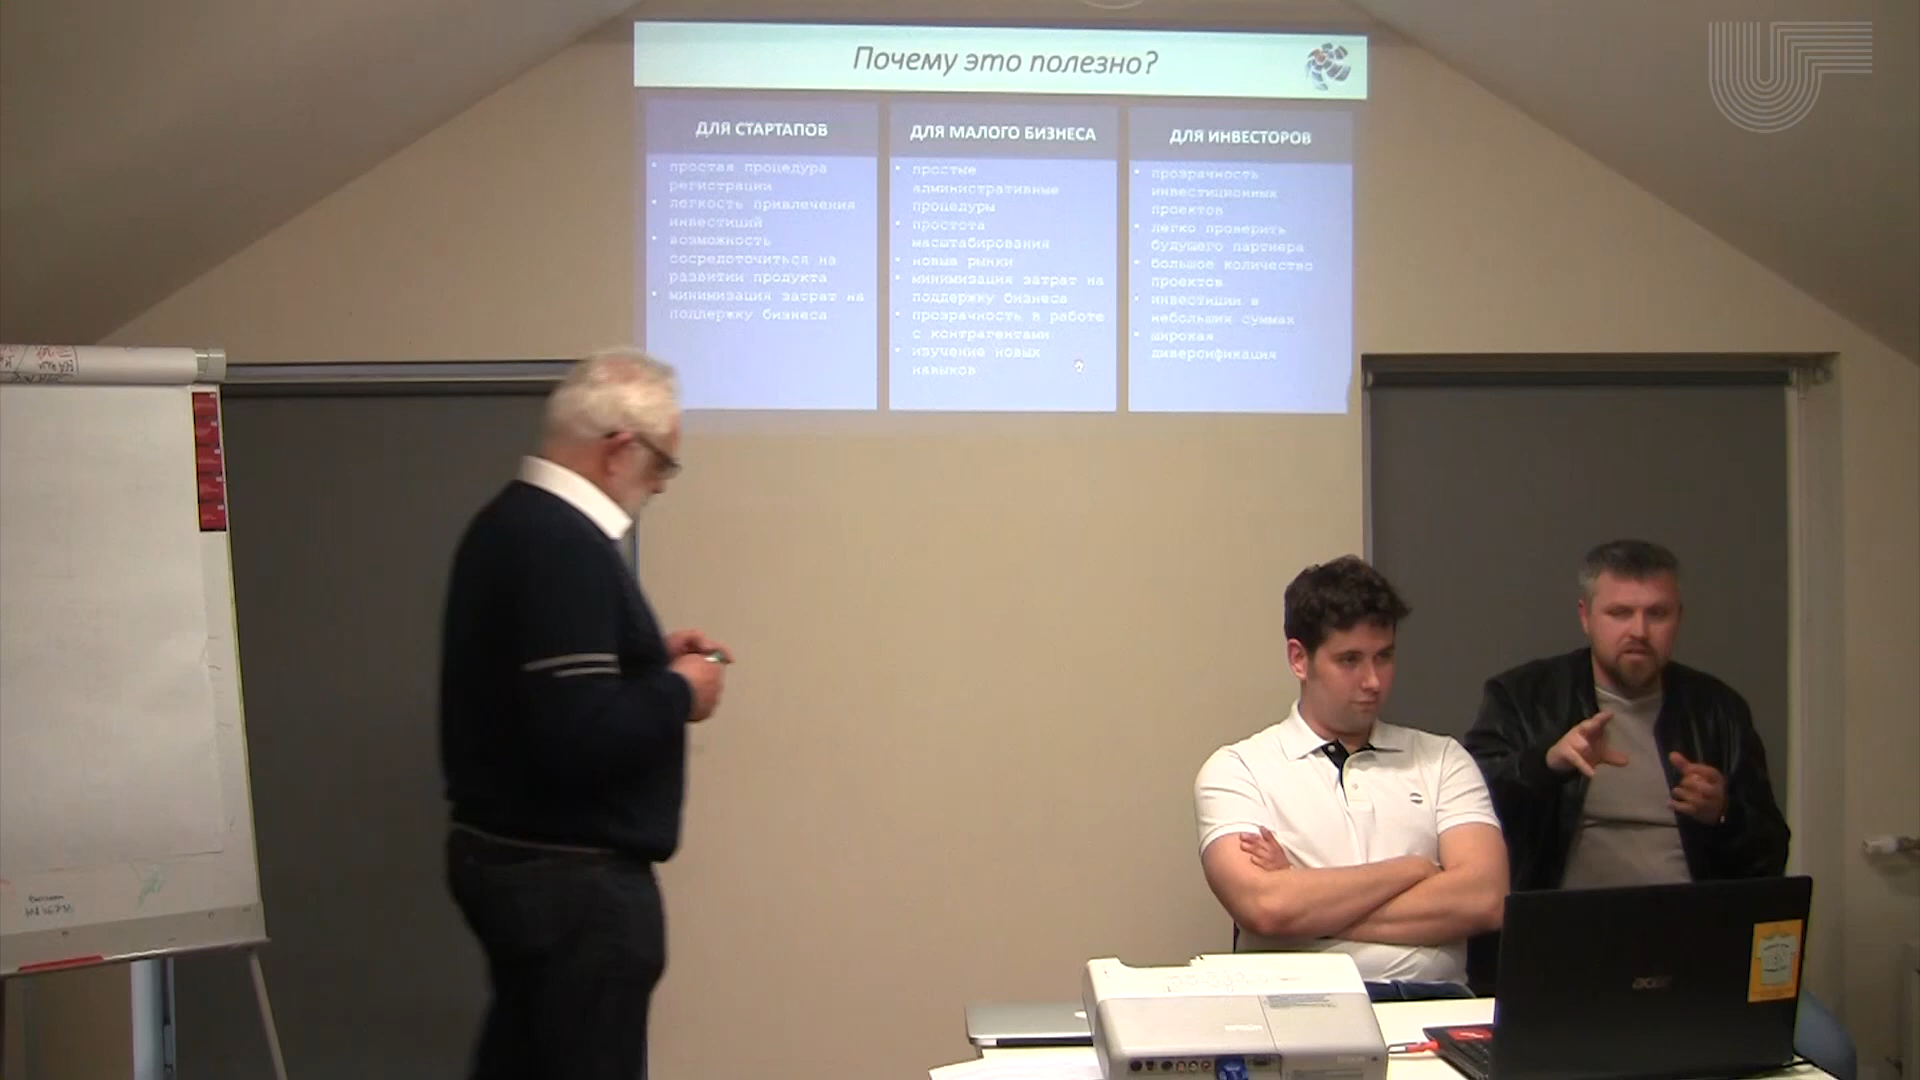 Почему это полезно?
ДЛЯ СТАРТАПОВ
• простая процедура
регистрации
• легкость привлечения
инвестиций
• возможность
сосредоточиться на
развитии продукта
• минимизация затрат на
поддержку бизнеса
ДЛЯ МАЛОГО БИЗНЕСА
• простые
административные
процедуры
• простота
масштабирования
• новые рынки
• минимизация затрат на
поддержку бизнеса
• прозрачность в работе
с контрагентами
• изучение новых
навыков
ДЛЯ ИНВЕСТОРОВ
• прозрачность
инвестиционных
проектов
• легко проверить
будущего партнера
• большое количество
проектов
• инвестиции в
небольших суммах
• широкая
диверсификация
acer